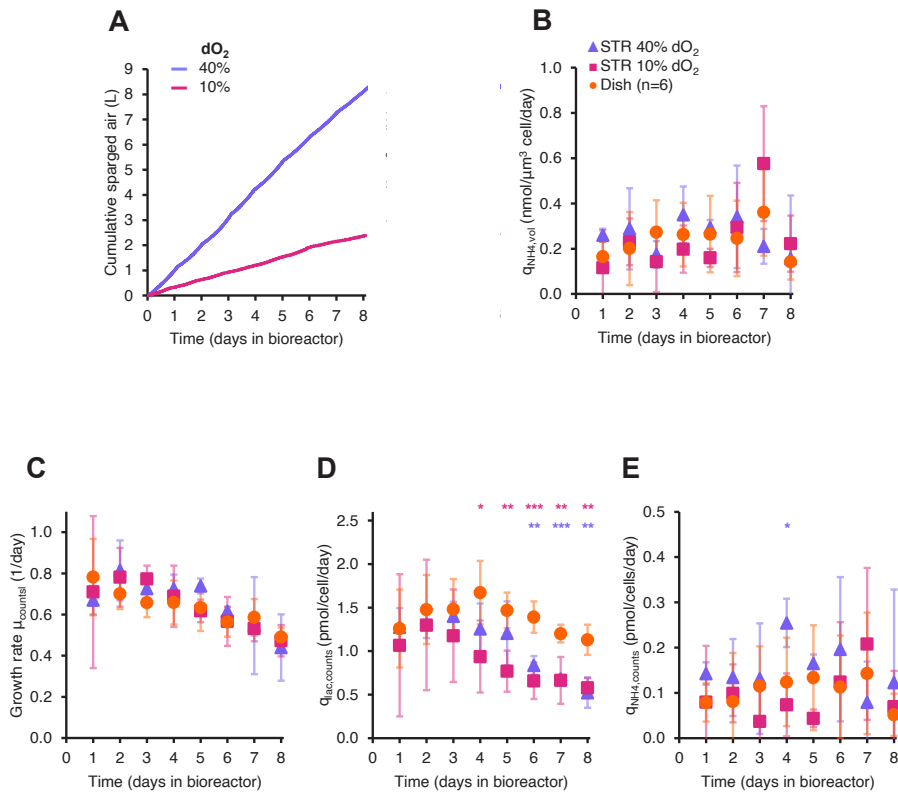 A
dO2
40%
10%
Cumulative sparged air (L)
9
8
7
6
5
4
3
2
1
0
0 1 2 3 4 5 6 7 8
Time (days in bioreactor)
B
STR 40% dO2
STR 10% dO2
Dish (n=6)
qNH4,vol (nmol/µm³ cell/day)
1.0
0.8
0.6
0.4
0.2
0.0
0 1 2 3 4 5 6 7 8
Time (days in bioreactor)
C
Growth rate µcountsl (1/day)
1.0
0.8
0.6
0.4
0.2
0.0
0 1 2 3 4 5 6 7 8
Time (days in bioreactor)
D
* ** *** ** **
** *** **
qllac,counts (pmol/cell/day)
2.5
2.0
1.5
1.0
0.5
0.0
0 1 2 3 4 5 6 7 8
Time (days in bioreactor)
E
*
qNH4,counts (pmol/cells/day)
0.5
0.4
0.3
0.2
0.1
0.0
0 1 2 3 4 5 6 7 8
Time (days in bioreactor)